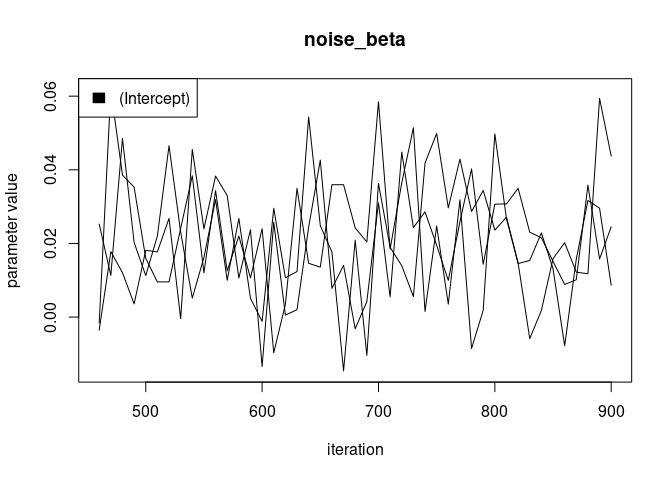 noise_beta
(Intercept)
0.06
0.04
0.02
0.00
parameter value
500 600 700 800 900
iteration